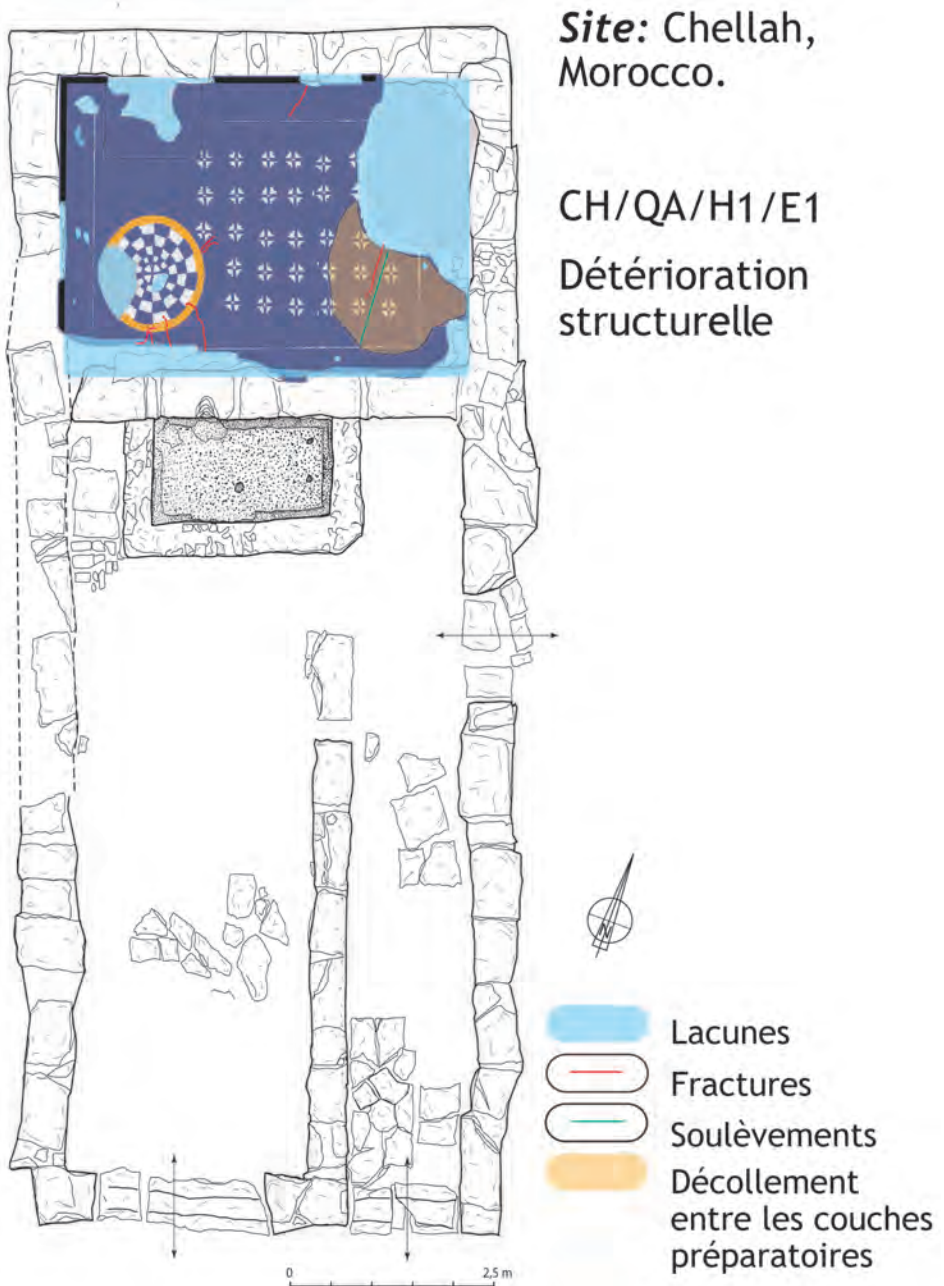 Site: Chellah,
Morocco.
CH/QA/H1/E1
Détérioration
structurelle
N
Lacunes
Fractures
Soulèvements
Décollement
entre les couches
préparatoires
0 2,5 m